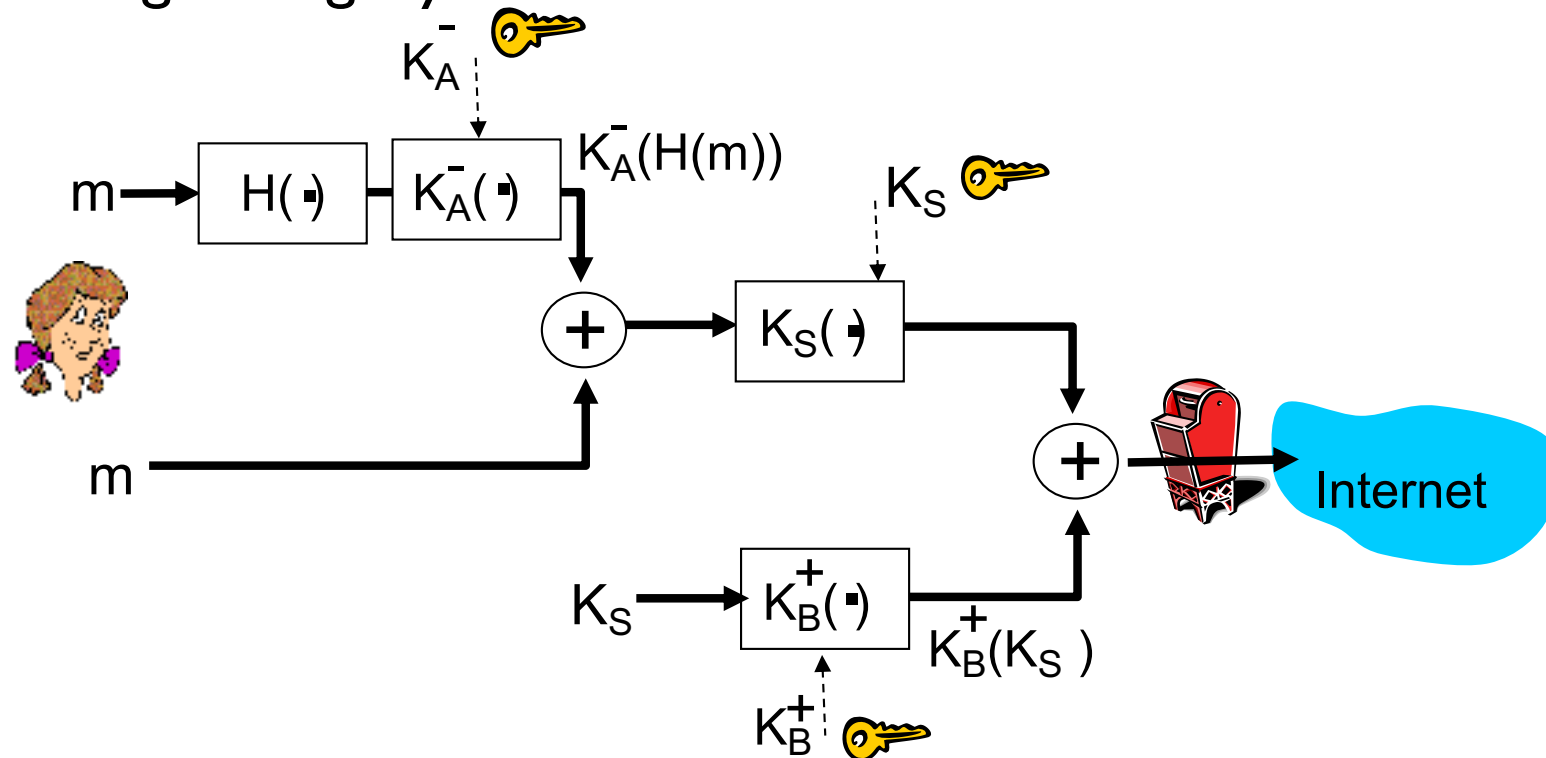 K_A^-
K_A^-(H(m))
m
H(·)
K_A^-(·)
K_S
+
K_S(·)
m
+
Internet
K_S
K_B^+(·)
K_B^+(K_S )
K_B^+